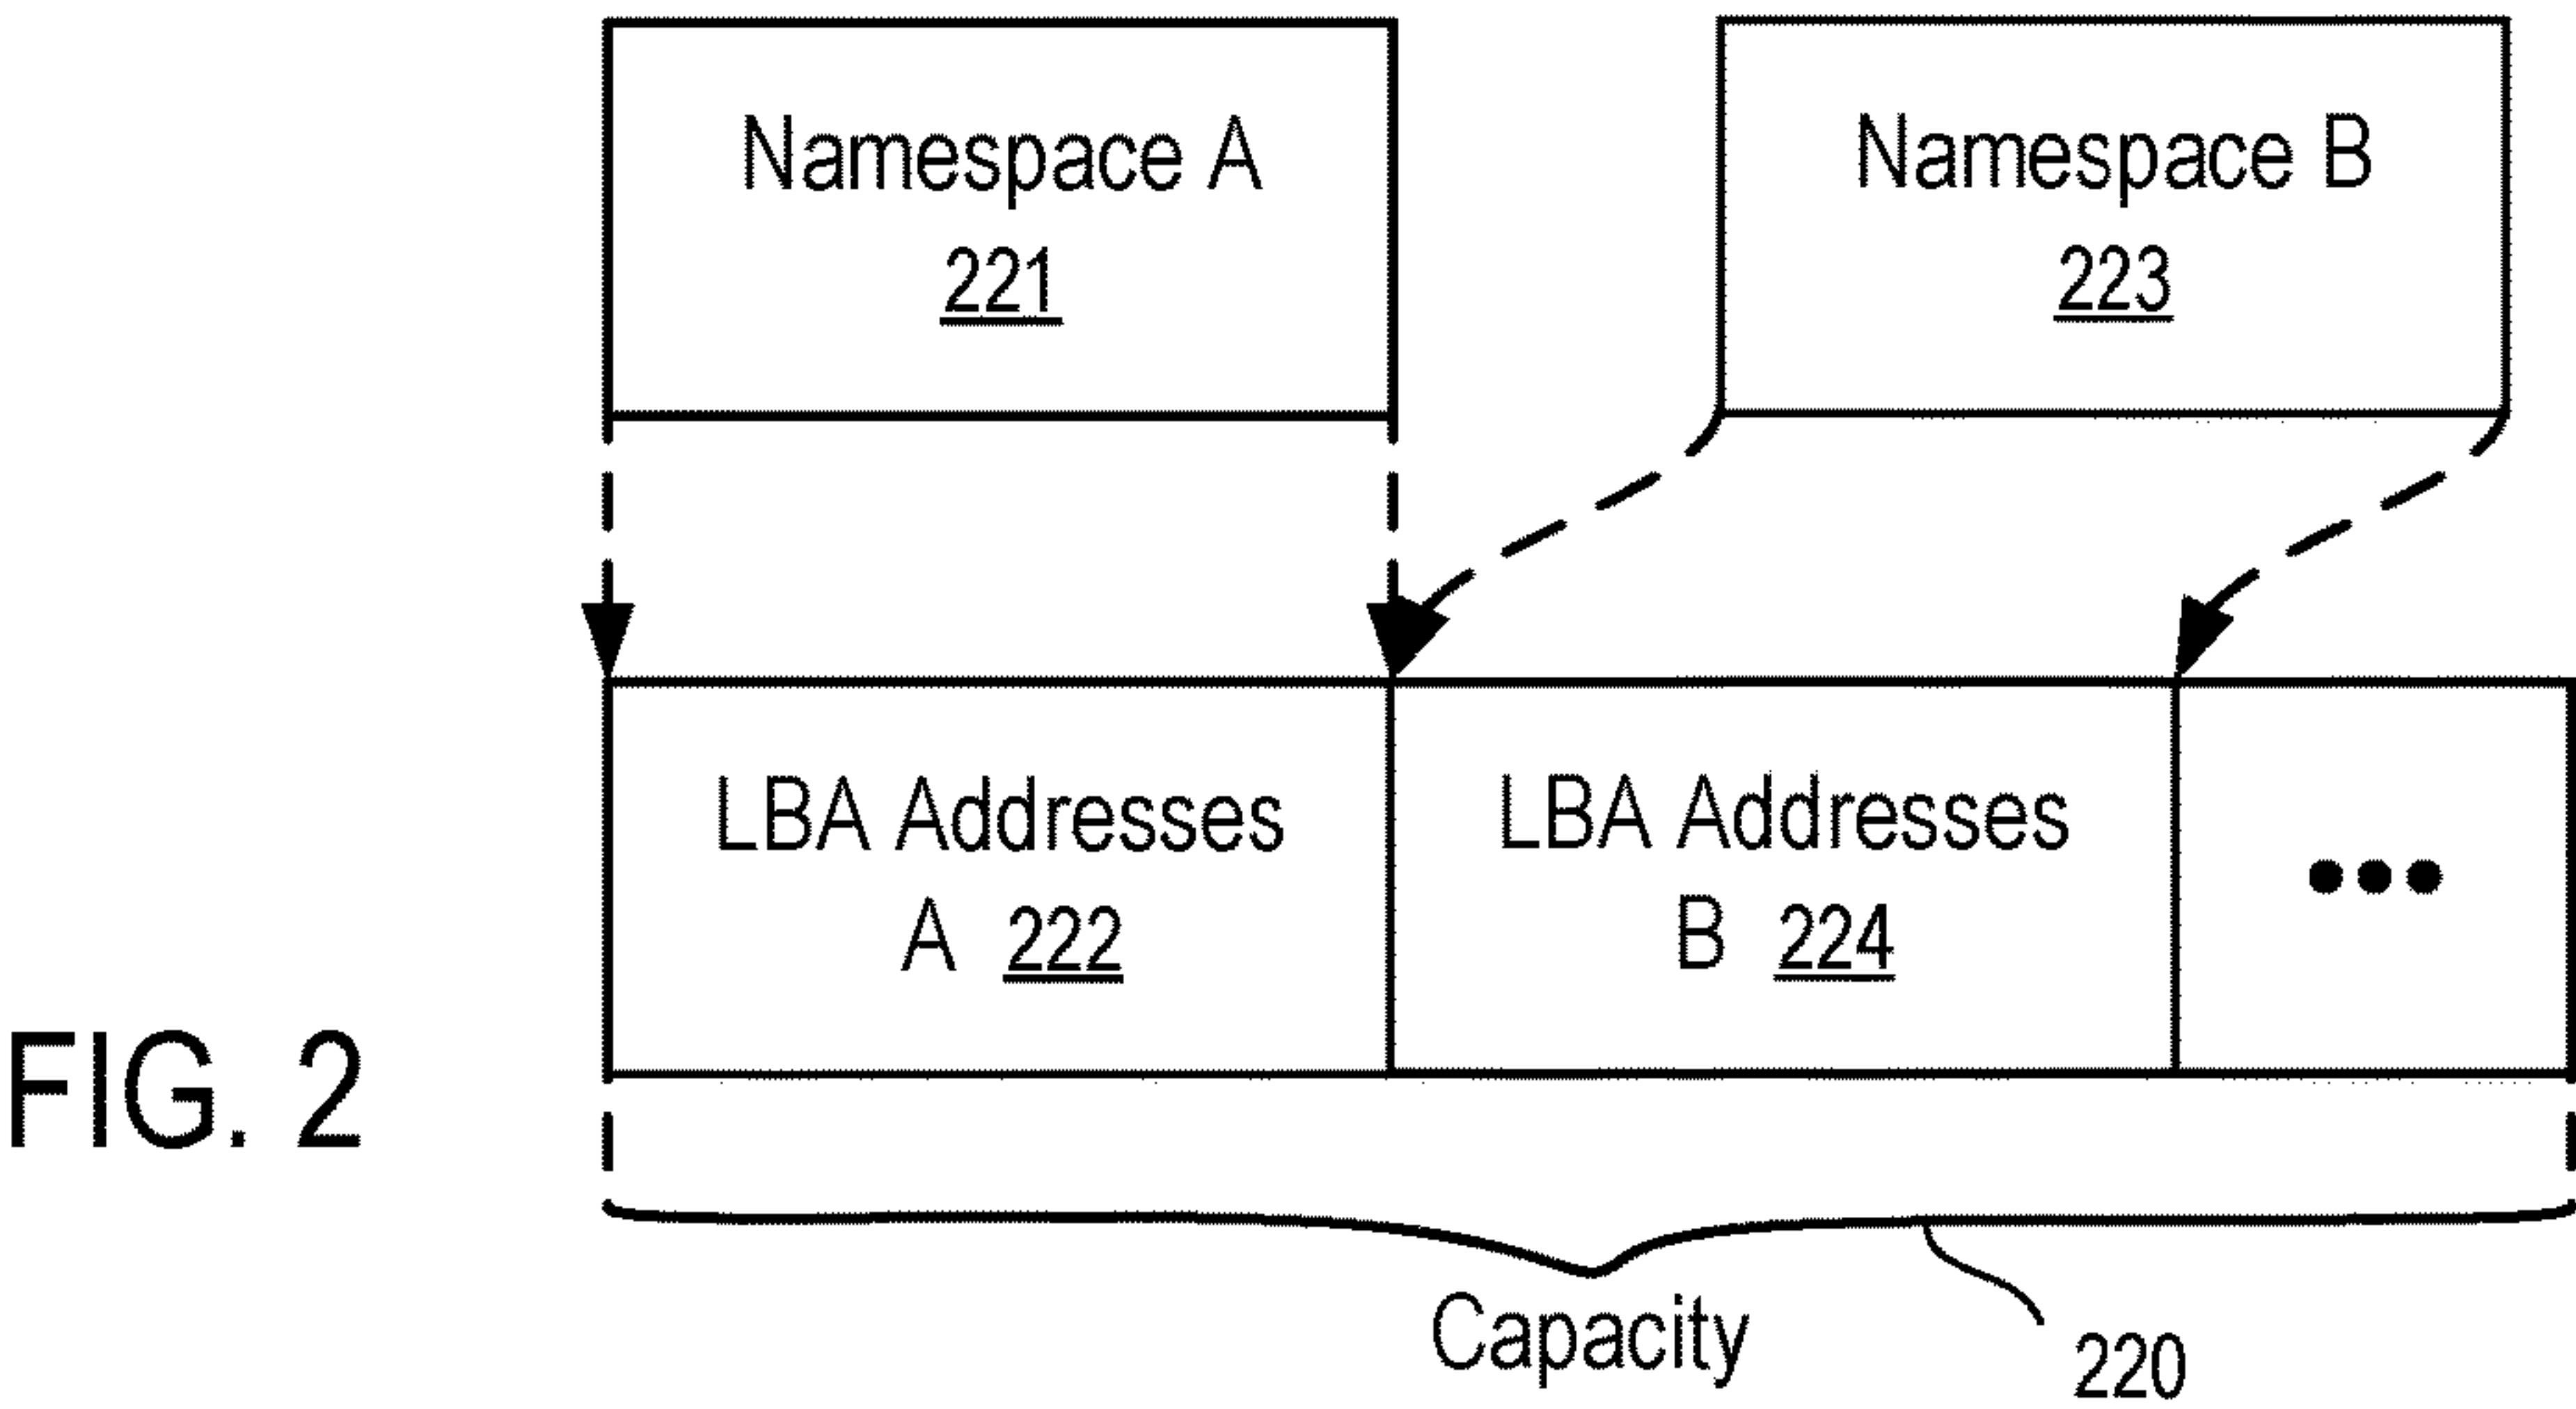 Namespace A
221
Namespace B
223
LBA Addresses
A 222
LBA Addresses
B 224
•••
FIG. 2
Capacity
220